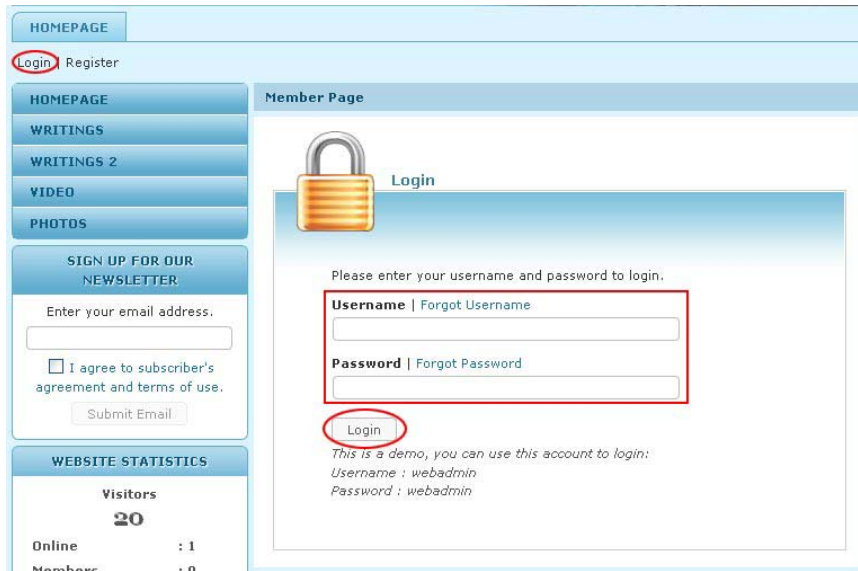 HOMEPAGE
Login | Register
HOMEPAGE
WRITINGS
WRITINGS 2
VIDEO
PHOTOS
SIGN UP FOR OUR
NEWSLETTER
Enter your email address.
I agree to subscriber's
agreement and terms of use.
Submit Email
WEBSITE STATISTICS
Visitors
20
Online : 1
Members : 9
Member Page
Login
Please enter your username and password to login.
Username | Forgot Username
Password | Forgot Password
Login
This is a demo, you can use this account to login:
Username : webadmin
Password : webadmin